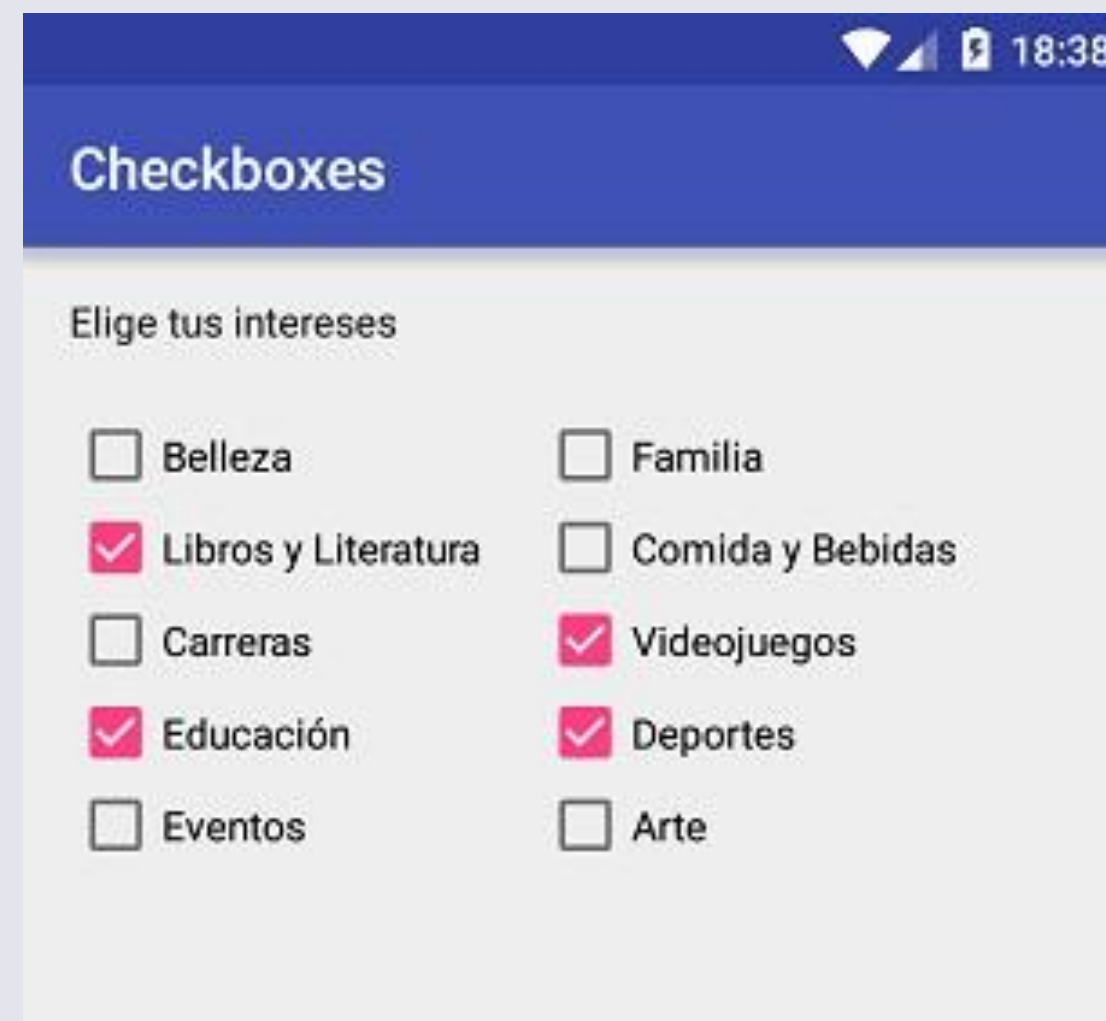 18:38
Checkboxes
Elige tus intereses
Belleza
Familia
Libros y Literatura
Comida y Bebidas
Carreras
Videojuegos
Educación
Deportes
Eventos
Arte